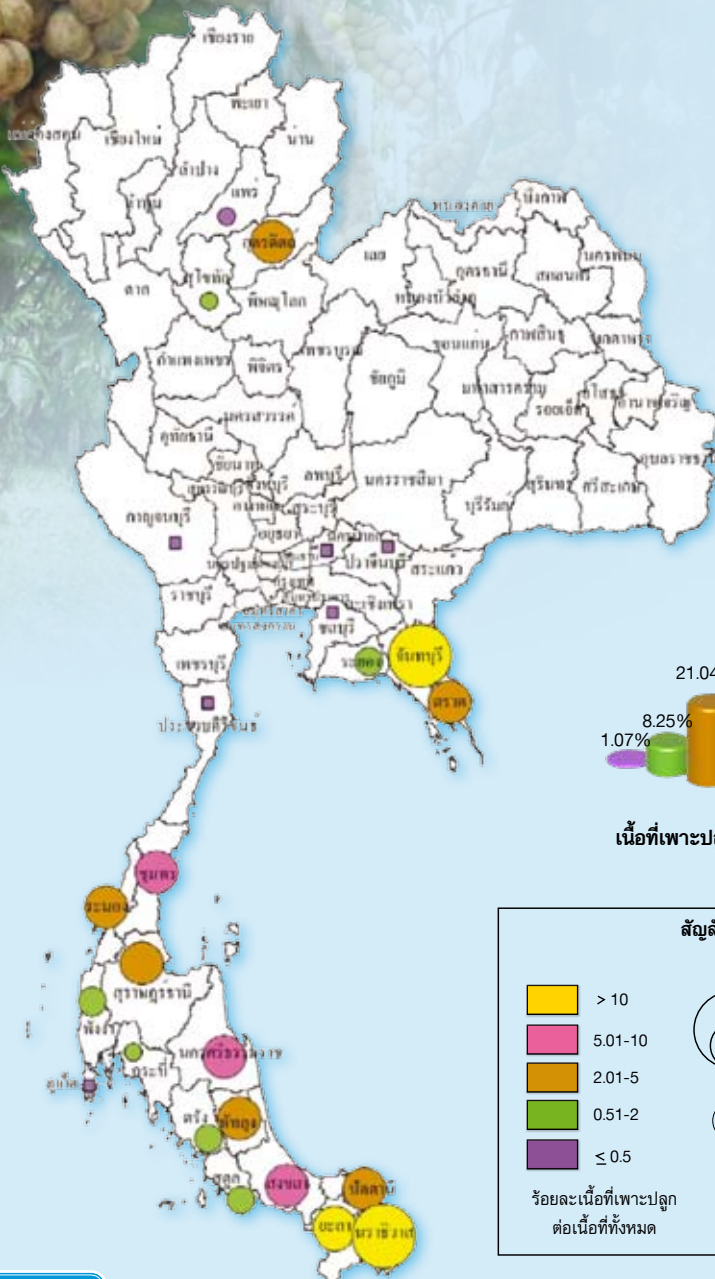 เชียงราย
พะเยา
เชียงใหม่
น่าน
ลำปาง
แพร่
ลำพูน
บึงกาฬ
หนองคาย
อุตรดิตถ์
เลย
อุดรธานี
สกลนคร
นครพนม
สุโขทัย
ตาก
พิษณุโลก
หนองบัวลำภู
ขอนแก่น
กาฬสินธุ์
มุกดาหาร
กำแพงเพชร
พิจิตร
เพชรบูรณ์
ชัยภูมิ
มหาสารคาม
ร้อยเอ็ด
ยโสธร
อำนาจเจริญ
นครสวรรค์
อุทัยธานี
ชัยนาท
ลพบุรี
นครราชสีมา
บุรีรัมย์
สุรินทร์
ศรีสะเกษ
อุบลราชธานี
กาญจนบุรี
สระบุรี
อยุธยา
ปราจีนบุรี
สระแก้ว
ราชบุรี
ฉะเชิงเทรา
ชลบุรี
เพชรบุรี
ระยอง
จันทบุรี
ตราด
ประจวบคีรีขันธ์
21.04
8.25%
1.07%
ชุมพร
ระนอง
สุราษฎร์ธานี
พังงา
กระบี่
นครศรีธรรมราช
ภูเก็ต
ตรัง
พัทลุง
สตูล
สงขลา
ปัตตานี
ยะลา
นราธิวาส
> 10
5.01-10
2.01-5
0.51-2
≤ 0.5
ร้อยละเนื้อที่เพาะปลูก
ต่อเนื้อที่ทั้งหมด